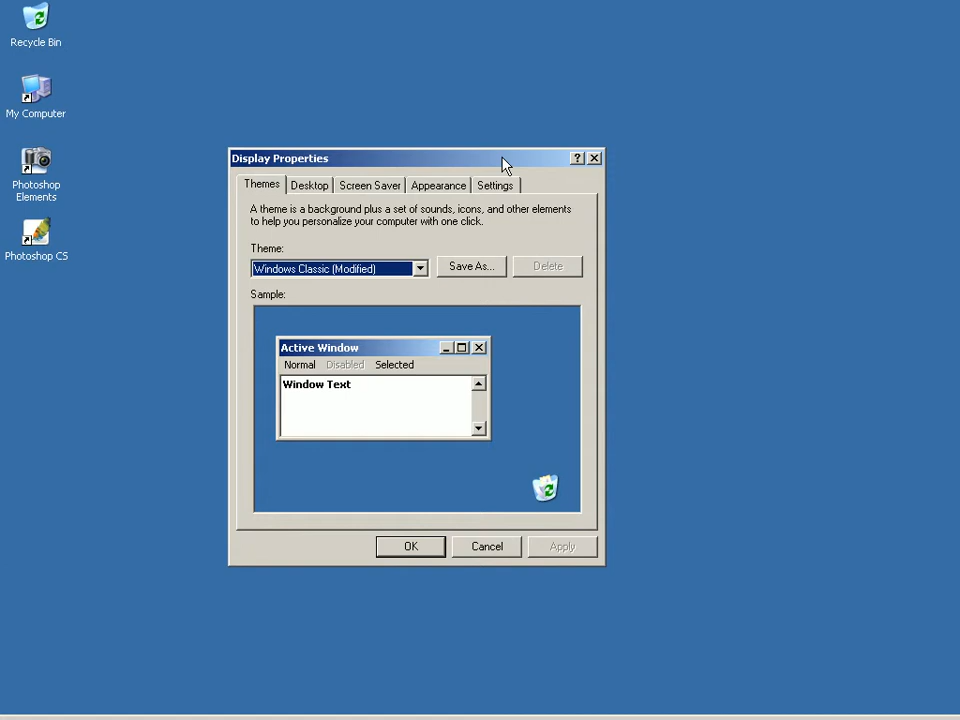 Recycle Bin
My Computer
Photoshop
Elements
Photoshop CS
Display Properties
Themes Desktop Screen Saver Appearance Settings
A theme is a background plus a set of sounds, icons, and other elements
to help you personalize your computer with one click.
Theme:
Windows Classic (Modified) Save As... Delete
Sample:
Active Window
Normal Disabled Selected
Window Text
OK Cancel Apply